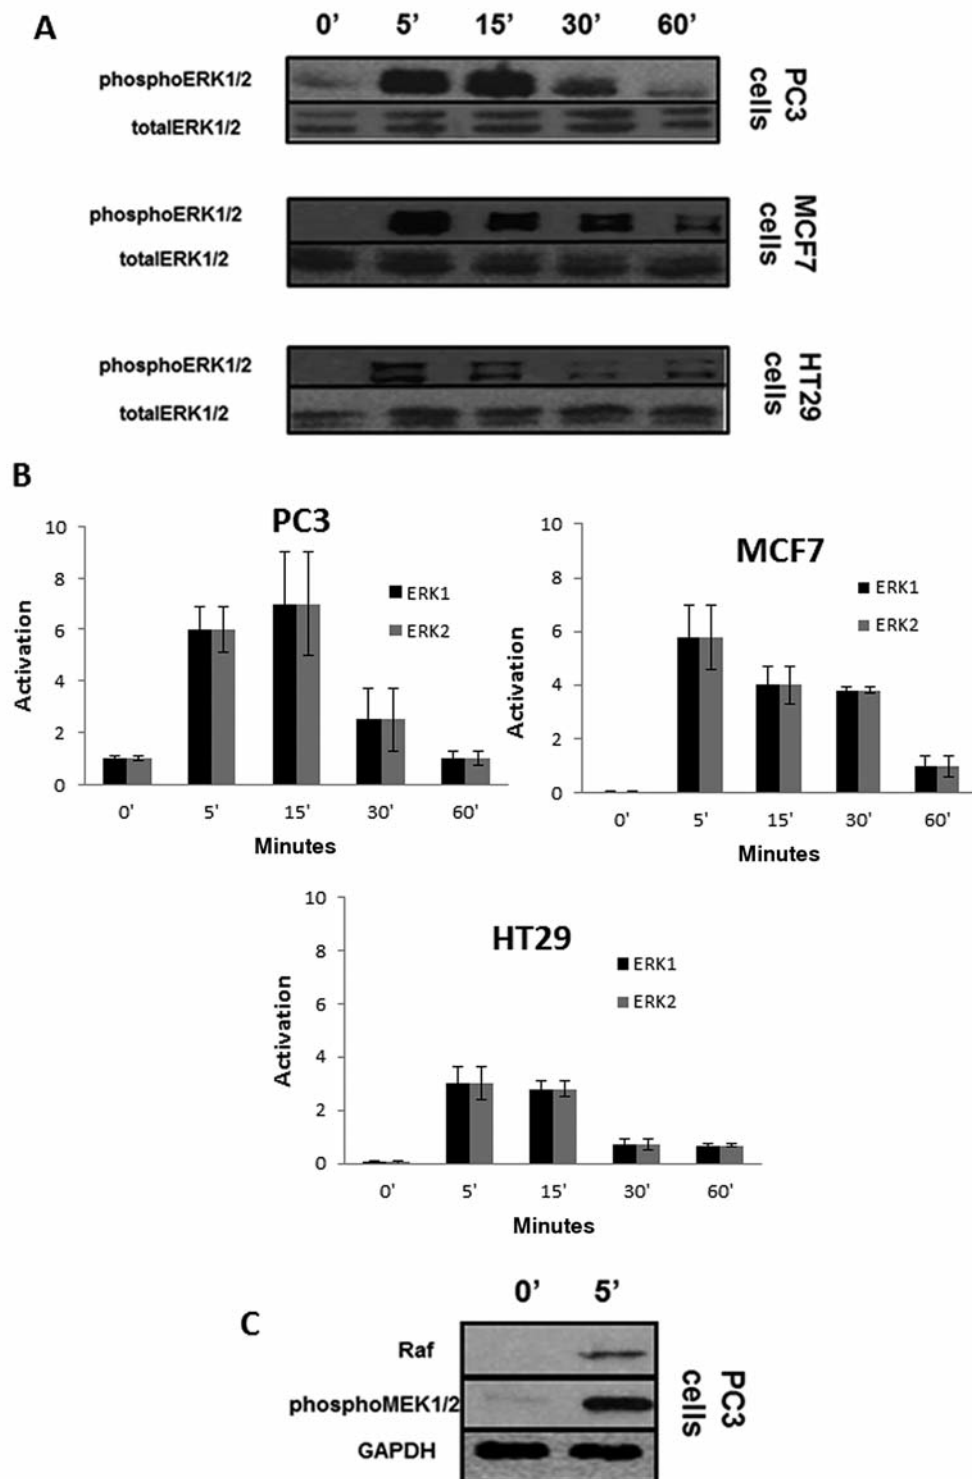 A
0' 5' 15' 30' 60'
phosphoERK1/2
totalERK1/2
PC3
cells
phosphoERK1/2
totalERK1/2
MCF7
cells
phosphoERK1/2
totalERK1/2
HT29
cells
B
PC3
10
8
6
4
2
0
Activation
ERK1
ERK2
0' 5' 15' 30' 60'
Minutes
MCF7
10
8
6
4
2
0
Activation
ERK1
ERK2
0' 5' 15' 30' 60'
Minutes
HT29
10
8
6
4
2
0
Activation
ERK1
ERK2
0' 5' 15' 30' 60'
Minutes
C
0' 5'
Raf
phosphoMEK1/2
GAPDH
PC3
cells